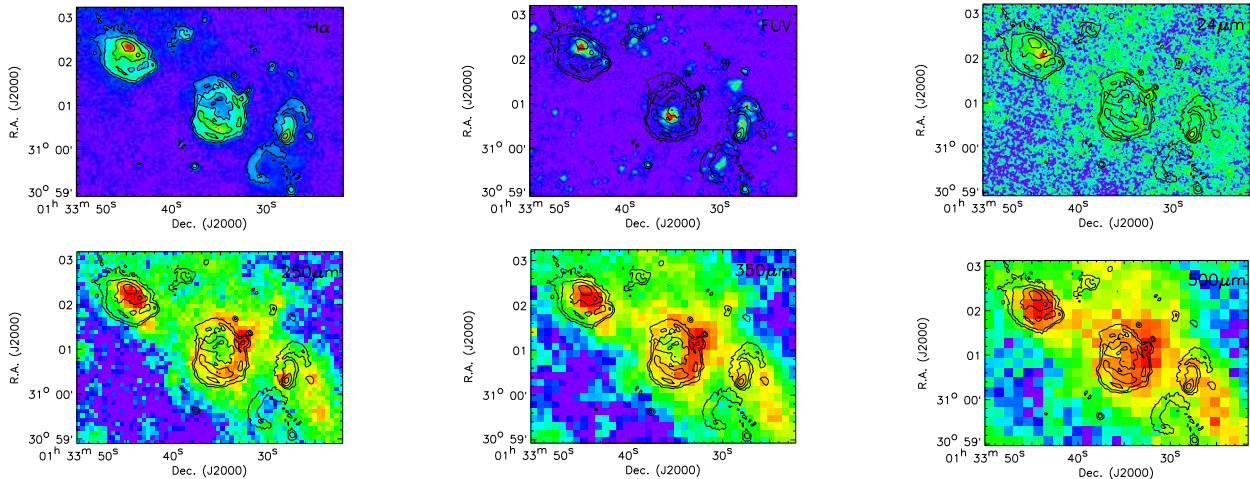 Hα
03
02
01
31° 00'
30° 59'
R.A. (J2000)
01ʰ 33ᵐ 50ˢ 40ˢ 30ˢ
Dec. (J2000)
FUV
03
02
01
31° 00'
30° 59'
R.A. (J2000)
01ʰ 33ᵐ 50ˢ 40ˢ 30ˢ
Dec. (J2000)
24μm
03
02
01
31° 00'
30° 59'
R.A. (J2000)
01ʰ 33ᵐ 50ˢ 40ˢ 30ˢ
Dec. (J2000)
250μm
03
02
01
31° 00'
30° 59'
R.A. (J2000)
01ʰ 33ᵐ 50ˢ 40ˢ 30ˢ
Dec. (J2000)
350μm
03
02
01
31° 00'
30° 59'
R.A. (J2000)
01ʰ 33ᵐ 50ˢ 40ˢ 30ˢ
Dec. (J2000)
500μm
03
02
01
31° 00'
30° 59'
R.A. (J2000)
01ʰ 33ᵐ 50ˢ 40ˢ 30ˢ
Dec. (J2000)